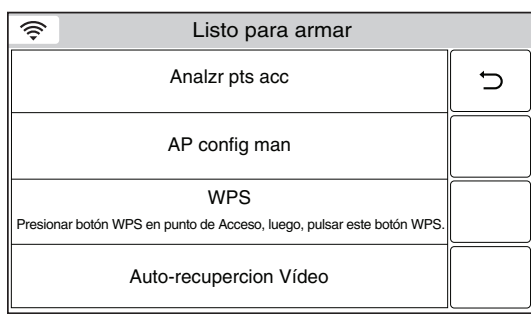 Listo para armar
Analzr pts acc
AP config man
WPS
Presionar botón WPS en punto de Acceso, luego, pulsar este botón WPS.
Auto-recupercion Vídeo